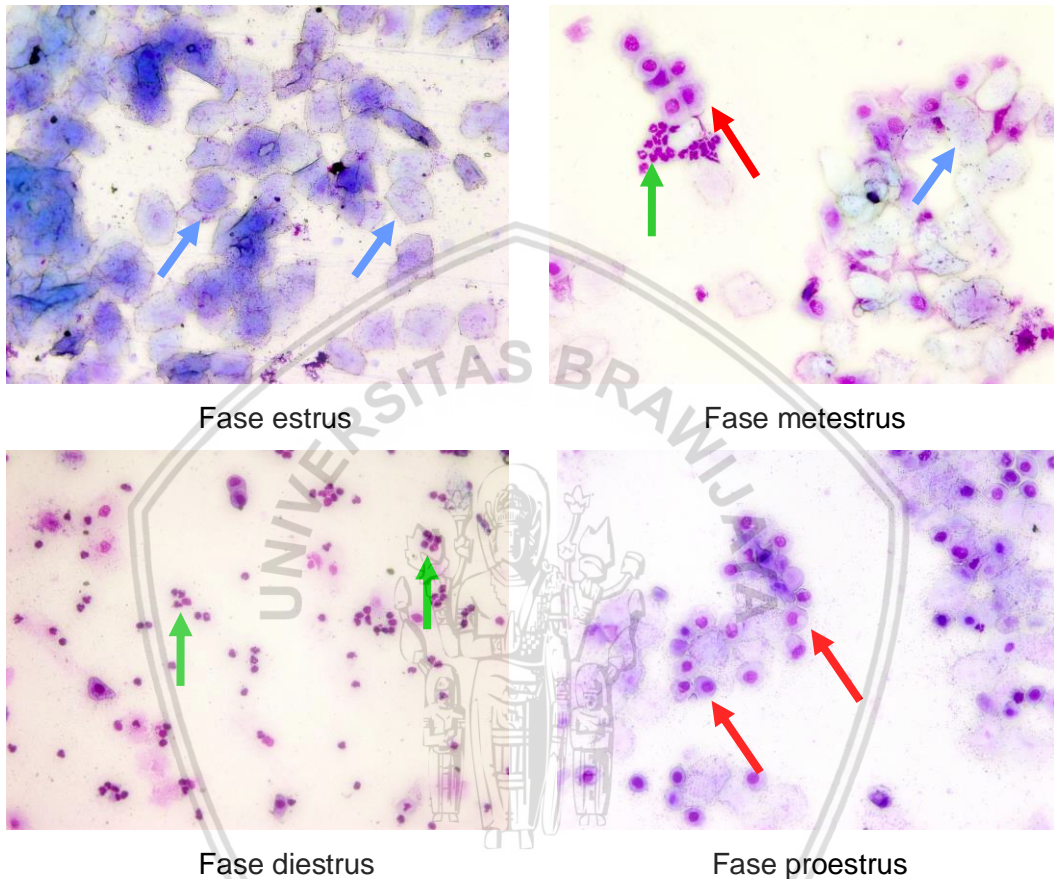 Fase estrus
Fase metestrus
UNIVERSITAS BRAWIJAYA
Fase diestrus
Fase proestrus